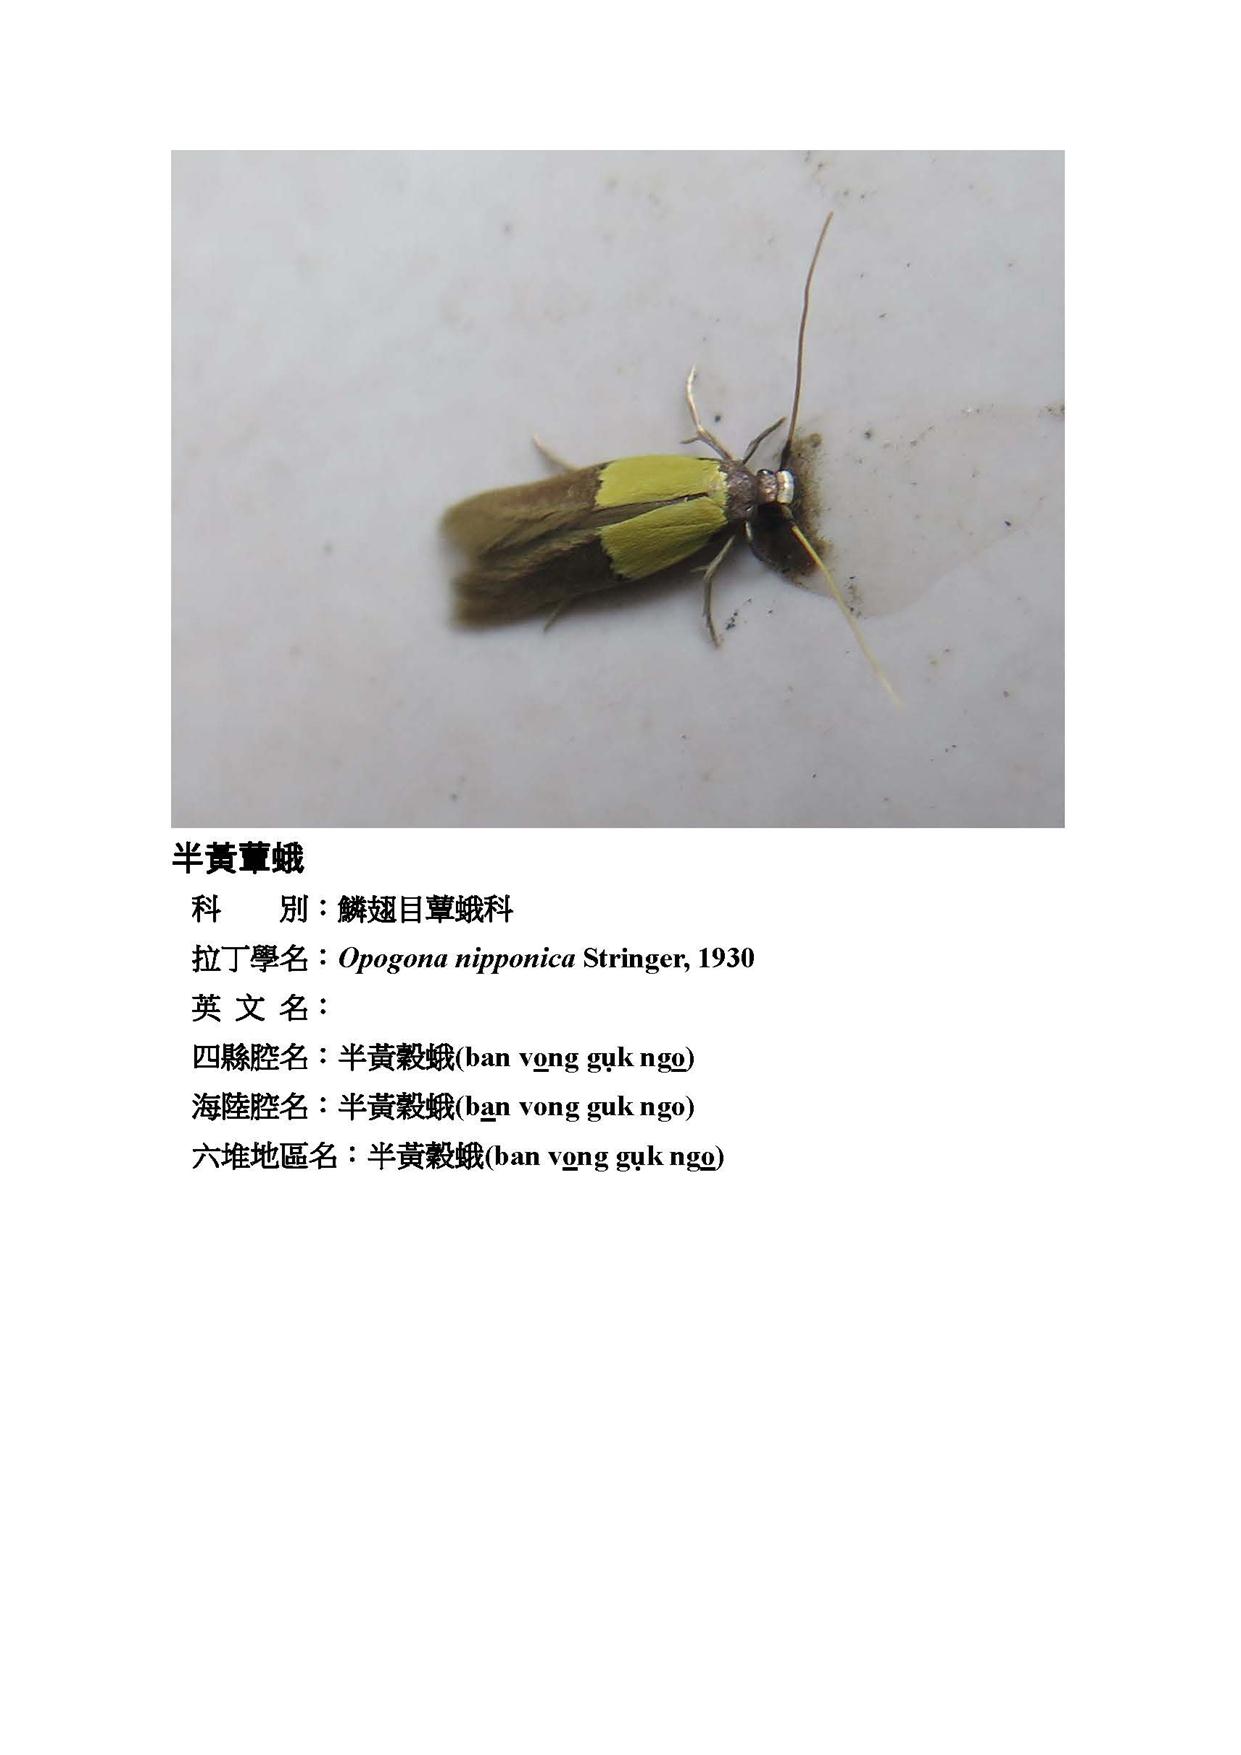 半黃蕈蛾
科　　別：鱗翅目蕈蛾科
拉丁學名：Opogona nipponica Stringer, 1930
英 文 名：
四縣腔名：半黃穀蛾(ban vo̲ng gụk ngo̲)
海陸腔名：半黃穀蛾(ba̲n vong guk ngo)
六堆地區名：半黃穀蛾(ban vo̲ng gụk ngo̲)